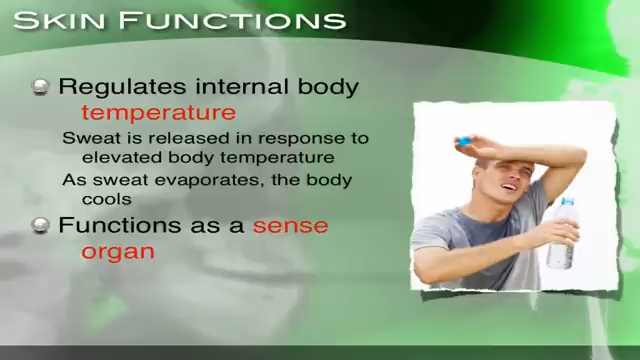 Skin Functions
Regulates internal body
temperature
Sweat is released in response to
elevated body temperature
As sweat evaporates, the body
cools
Functions as a sense
organ